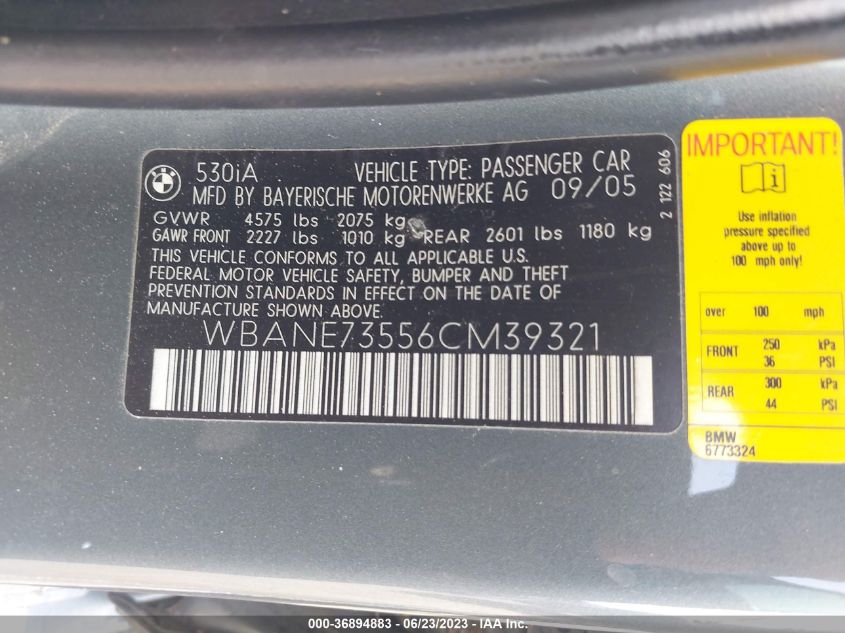 BMW
530iA VEHICLE TYPE: PASSENGER CAR
MFD BY BAYERISCHE MOTORENWERKE AG 09/05
GVWR 4575 lbs 2075 kg
GAWR FRONT 2227 lbs 1010 kg REAR 2601 lbs 1180 kg
THIS VEHICLE CONFORMS TO ALL APPLICABLE U.S.
FEDERAL MOTOR VEHICLE SAFETY, BUMPER AND THEFT
PREVENTION STANDARDS IN EFFECT ON THE DATE OF
MANUFACTURE SHOWN ABOVE.
WBANE73556CM39321
2 122 606
IMPORTANT!
i
Use inflation
pressure specified
above up to
100 mph only!
over 100 mph
FRONT 250 kPa
36 PSI
REAR 300 kPa
44 PSI
BMW
6773324
000-36894883 - 06/23/2023 - IAA Inc.